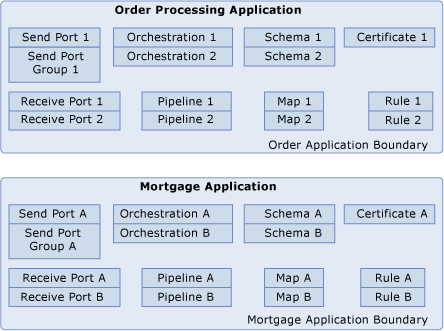 Order Processing Application
Send Port 1
Orchestration 1
Schema 1
Certificate 1
Send Port
Group 1
Orchestration 2
Schema 2
Receive Port 1
Pipeline 1
Map 1
Rule 1
Receive Port 2
Pipeline 2
Map 2
Rule 2
Order Application Boundary
Mortgage Application
Send Port A
Orchestration A
Schema A
Certificate A
Send Port
Group A
Orchestration B
Schema B
Receive Port A
Pipeline A
Map A
Rule A
Receive Port B
Pipeline B
Map B
Rule B
Mortgage Application Boundary